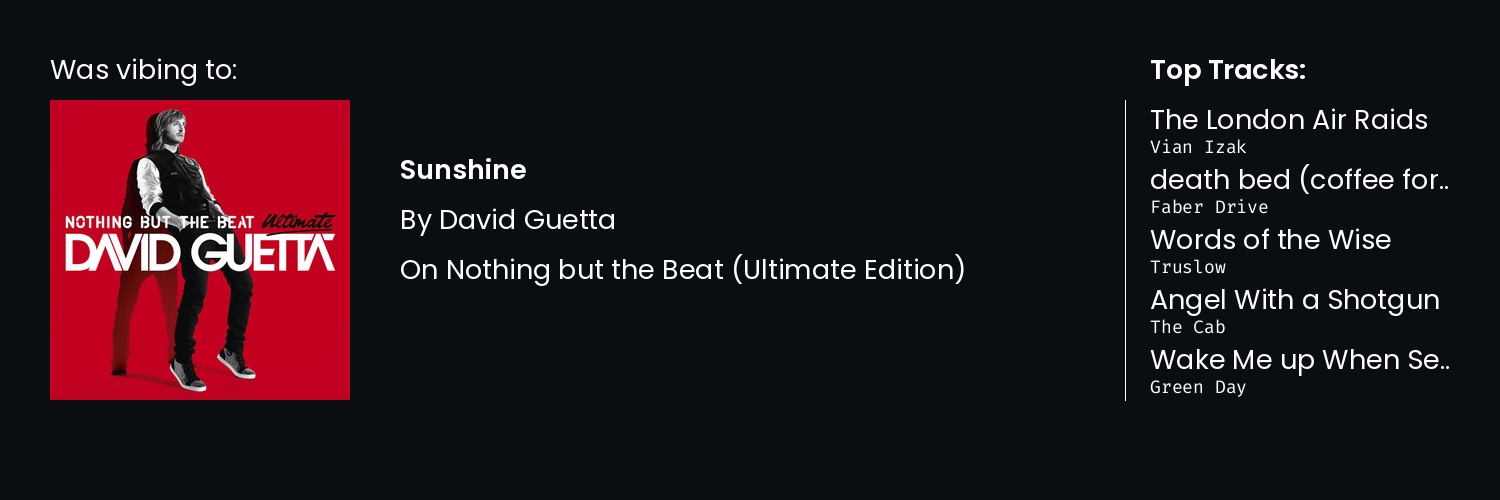 Was vibing to:
NOTHING BUT THE BEAT Ultimate
DAVID GUETTA
Sunshine
By David Guetta
On Nothing but the Beat (Ultimate Edition)
Top Tracks:
The London Air Raids
Vian Izak
death bed (coffee for..
Faber Drive
Words of the Wise
Truslow
Angel With a Shotgun
The Cab
Wake Me up When Se..
Green Day